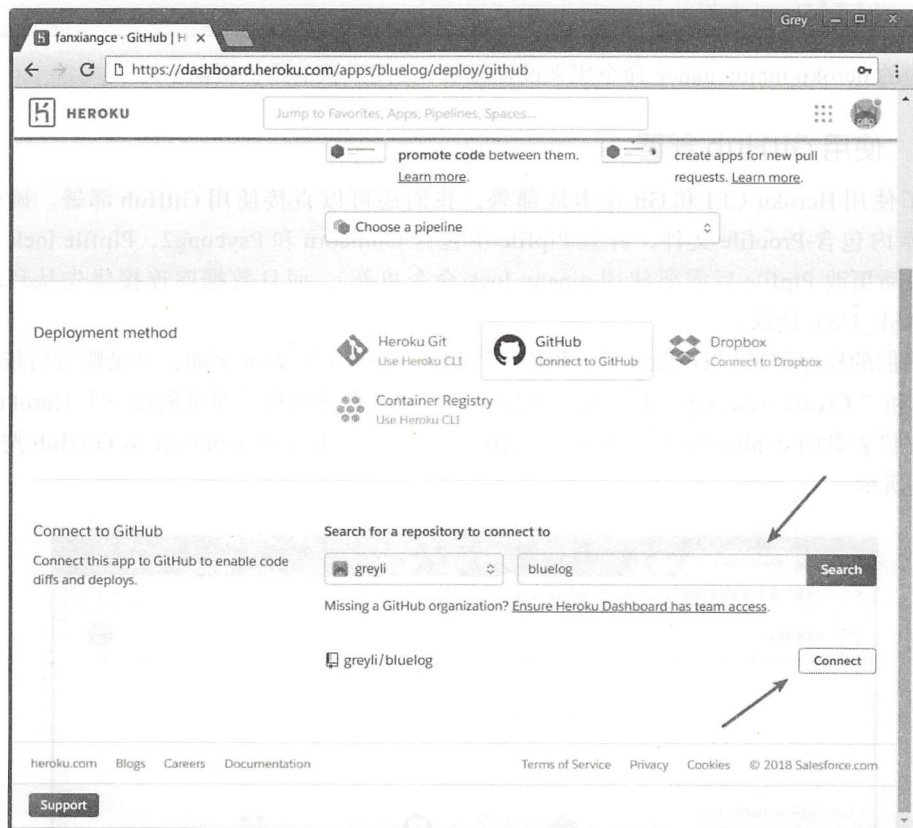 Grey
fanxiangce · GitHub | H
https://dashboard.heroku.com/apps/bluelog/deploy/github
HEROKU
Jump to Favorites, Apps, Pipelines, Spaces...
promote code between them.
Learn more.
create apps for new pull
requests. Learn more.
Choose a pipeline
Deployment method
Heroku Git
Use Heroku CLI
GitHub
Connect to GitHub
Dropbox
Connect to Dropbox
Container Registry
Use Heroku CLI
Connect to GitHub
Connect this app to GitHub to enable code
diffs and deploys.
Search for a repository to connect to
greyli
bluelog
Search
Missing a GitHub organization? Ensure Heroku Dashboard has team access.
greyli/bluelog
Connect
heroku.com Blogs Careers Documentation
Terms of Service Privacy Cookies © 2018 Salesforce.com
Support